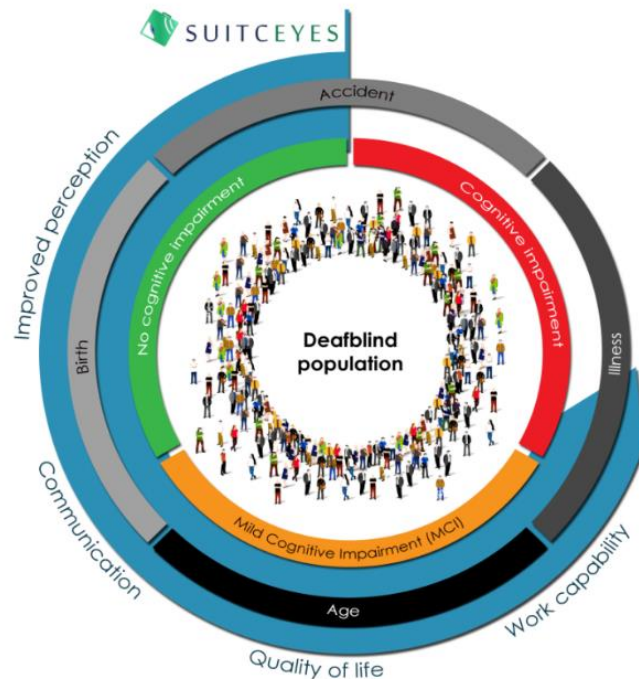 SUITCEYES
Accident
Improved perception
No cognitive impairment
Cognitive impairment
Birth
Deafblind
population
Illness
Mild Cognitive Impairment (MCI)
Communication
Age
Work capability
Quality of life